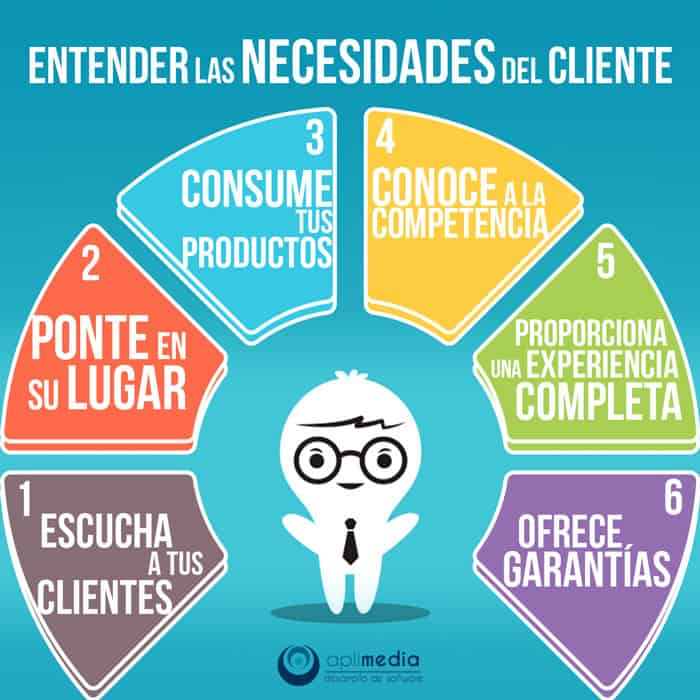 ENTENDER LAS NECESIDADES DEL CLIENTE
1
ESCUCHA
A TUS
CLIENTES
2
PONTE EN
SU LUGAR
3
CONSUME
TUS
PRODUCTOS
4
CONOCE A LA
COMPETENCIA
5
PROPORCIONA
UNA EXPERIENCIA
COMPLETA
6
OFRECE
GARANTÍAS
aplimedia
desarrollo de software